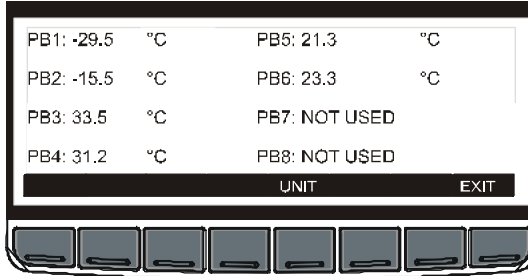 PB1: -29.5 °C PB5: 21.3 °C
PB2: -15.5 °C PB6: 23.3 °C
PB3: 33.5 °C PB7: NOT USED
PB4: 31.2 °C PB8: NOT USED
UNIT EXIT